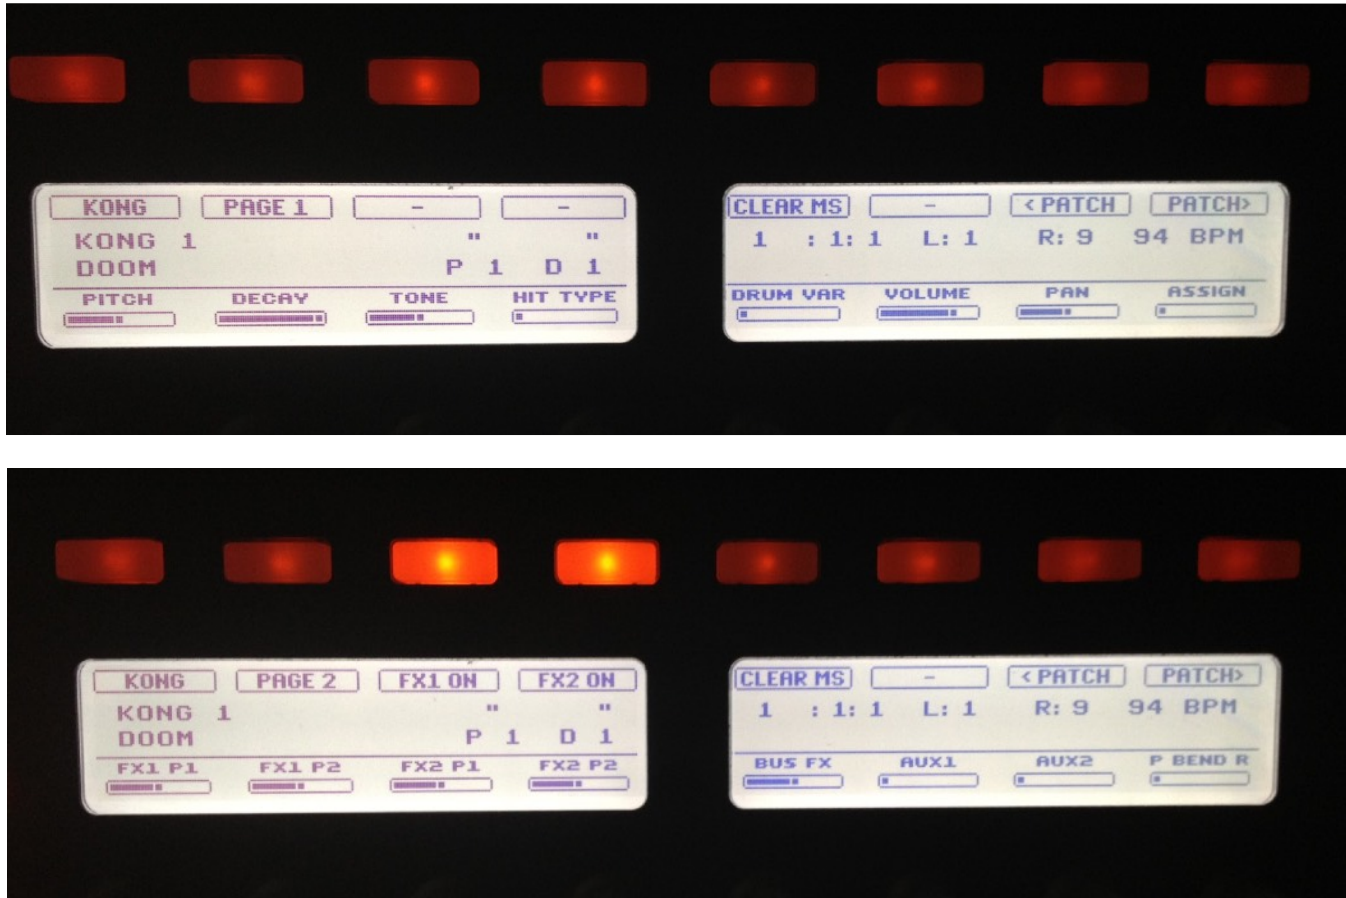 KONG PAGE 1 - -
KONG 1 " "
DOOM P 1 D 1
PITCH DECAY TONE HIT TYPE
CLEAR MS - <PATCH PATCH>
1 : 1: 1 L: 1 R: 9 94 BPM
DRUM VAR VOLUME PAN ASSIGN
KONG PAGE 2 FX1 ON FX2 ON
KONG 1 " "
DOOM P 1 D 1
FX1 P1 FX1 P2 FX2 P1 FX2 P2
CLEAR MS - <PATCH PATCH>
1 : 1: 1 L: 1 R: 9 94 BPM
BUS FX AUX1 AUX2 P BEND R